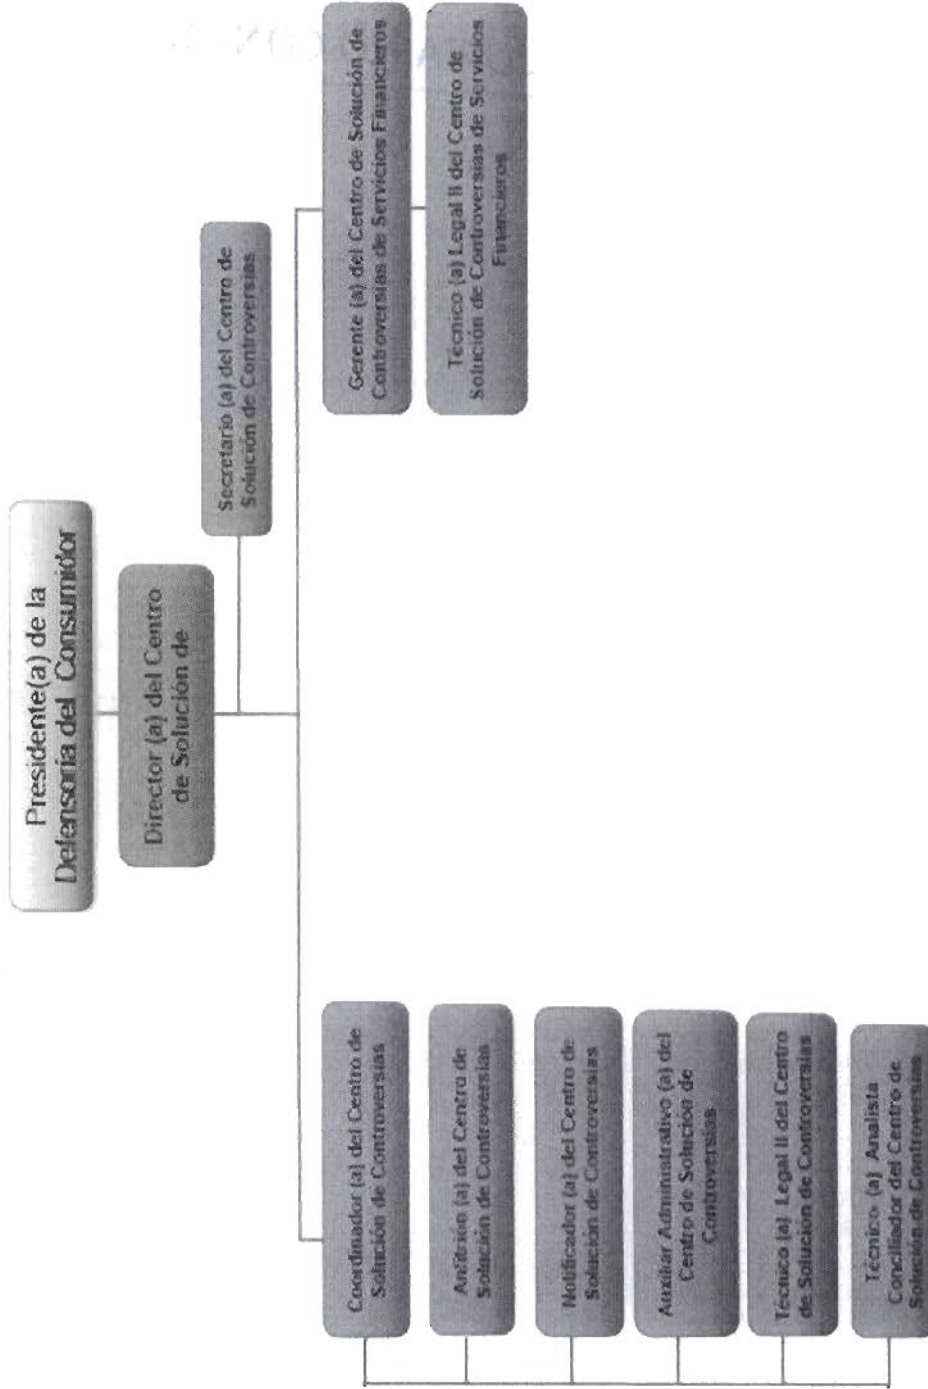 Presidente(a) de la
Defensoría del Consumidor
Director (a) del Centro
de Solución de
Secretario (a) del Centro de
Solución de Controversias
Coordinador (a) del Centro de
Solución de Controversias
Anfitrión (a) del Centro de
Solución de Controversias
Notificador (a) del Centro de
Solución de Controversias
Auxiliar Administrativo (a) del
Centro de Solución de
Controversias
Técnico (a) Legal II del Centro
de Solución de Controversias
Técnico (a) Analista
Conciliador del Centro de
Solución de Controversias
Gerente (a) del Centro de Solución de
Controversias de Servicios Financieros
Técnico (a) Legal II del Centro de
Solución de Controversias de Servicios
Financieros